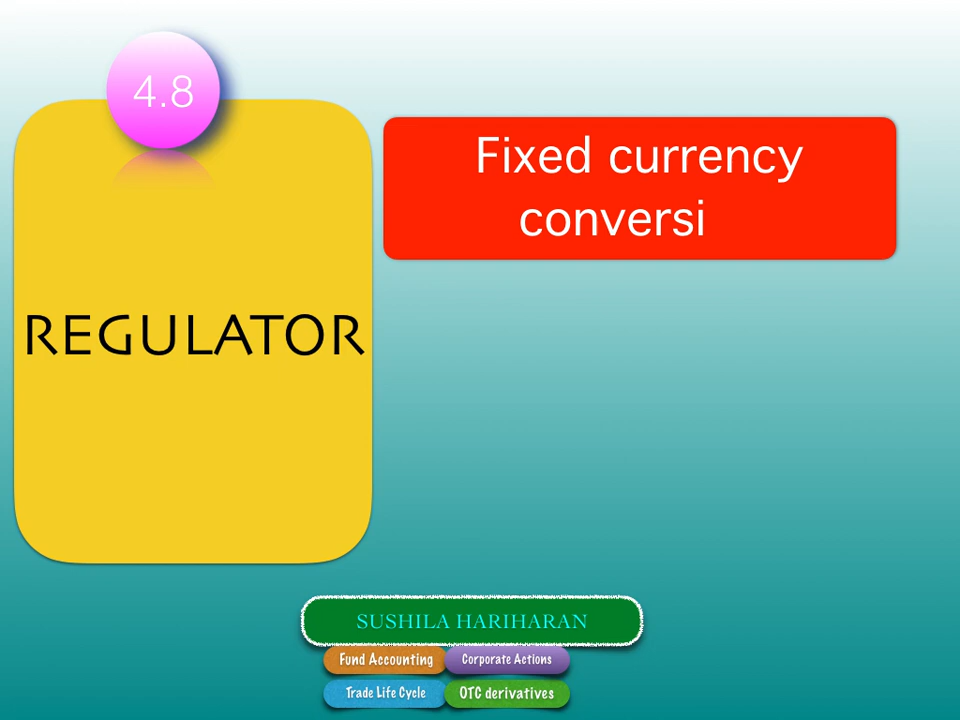 4.8
REGULATOR
Fixed currency
conversi
SUSHILA HARIHARAN
Fund Accounting
Corporate Actions
Trade Life Cycle
OTC derivatives